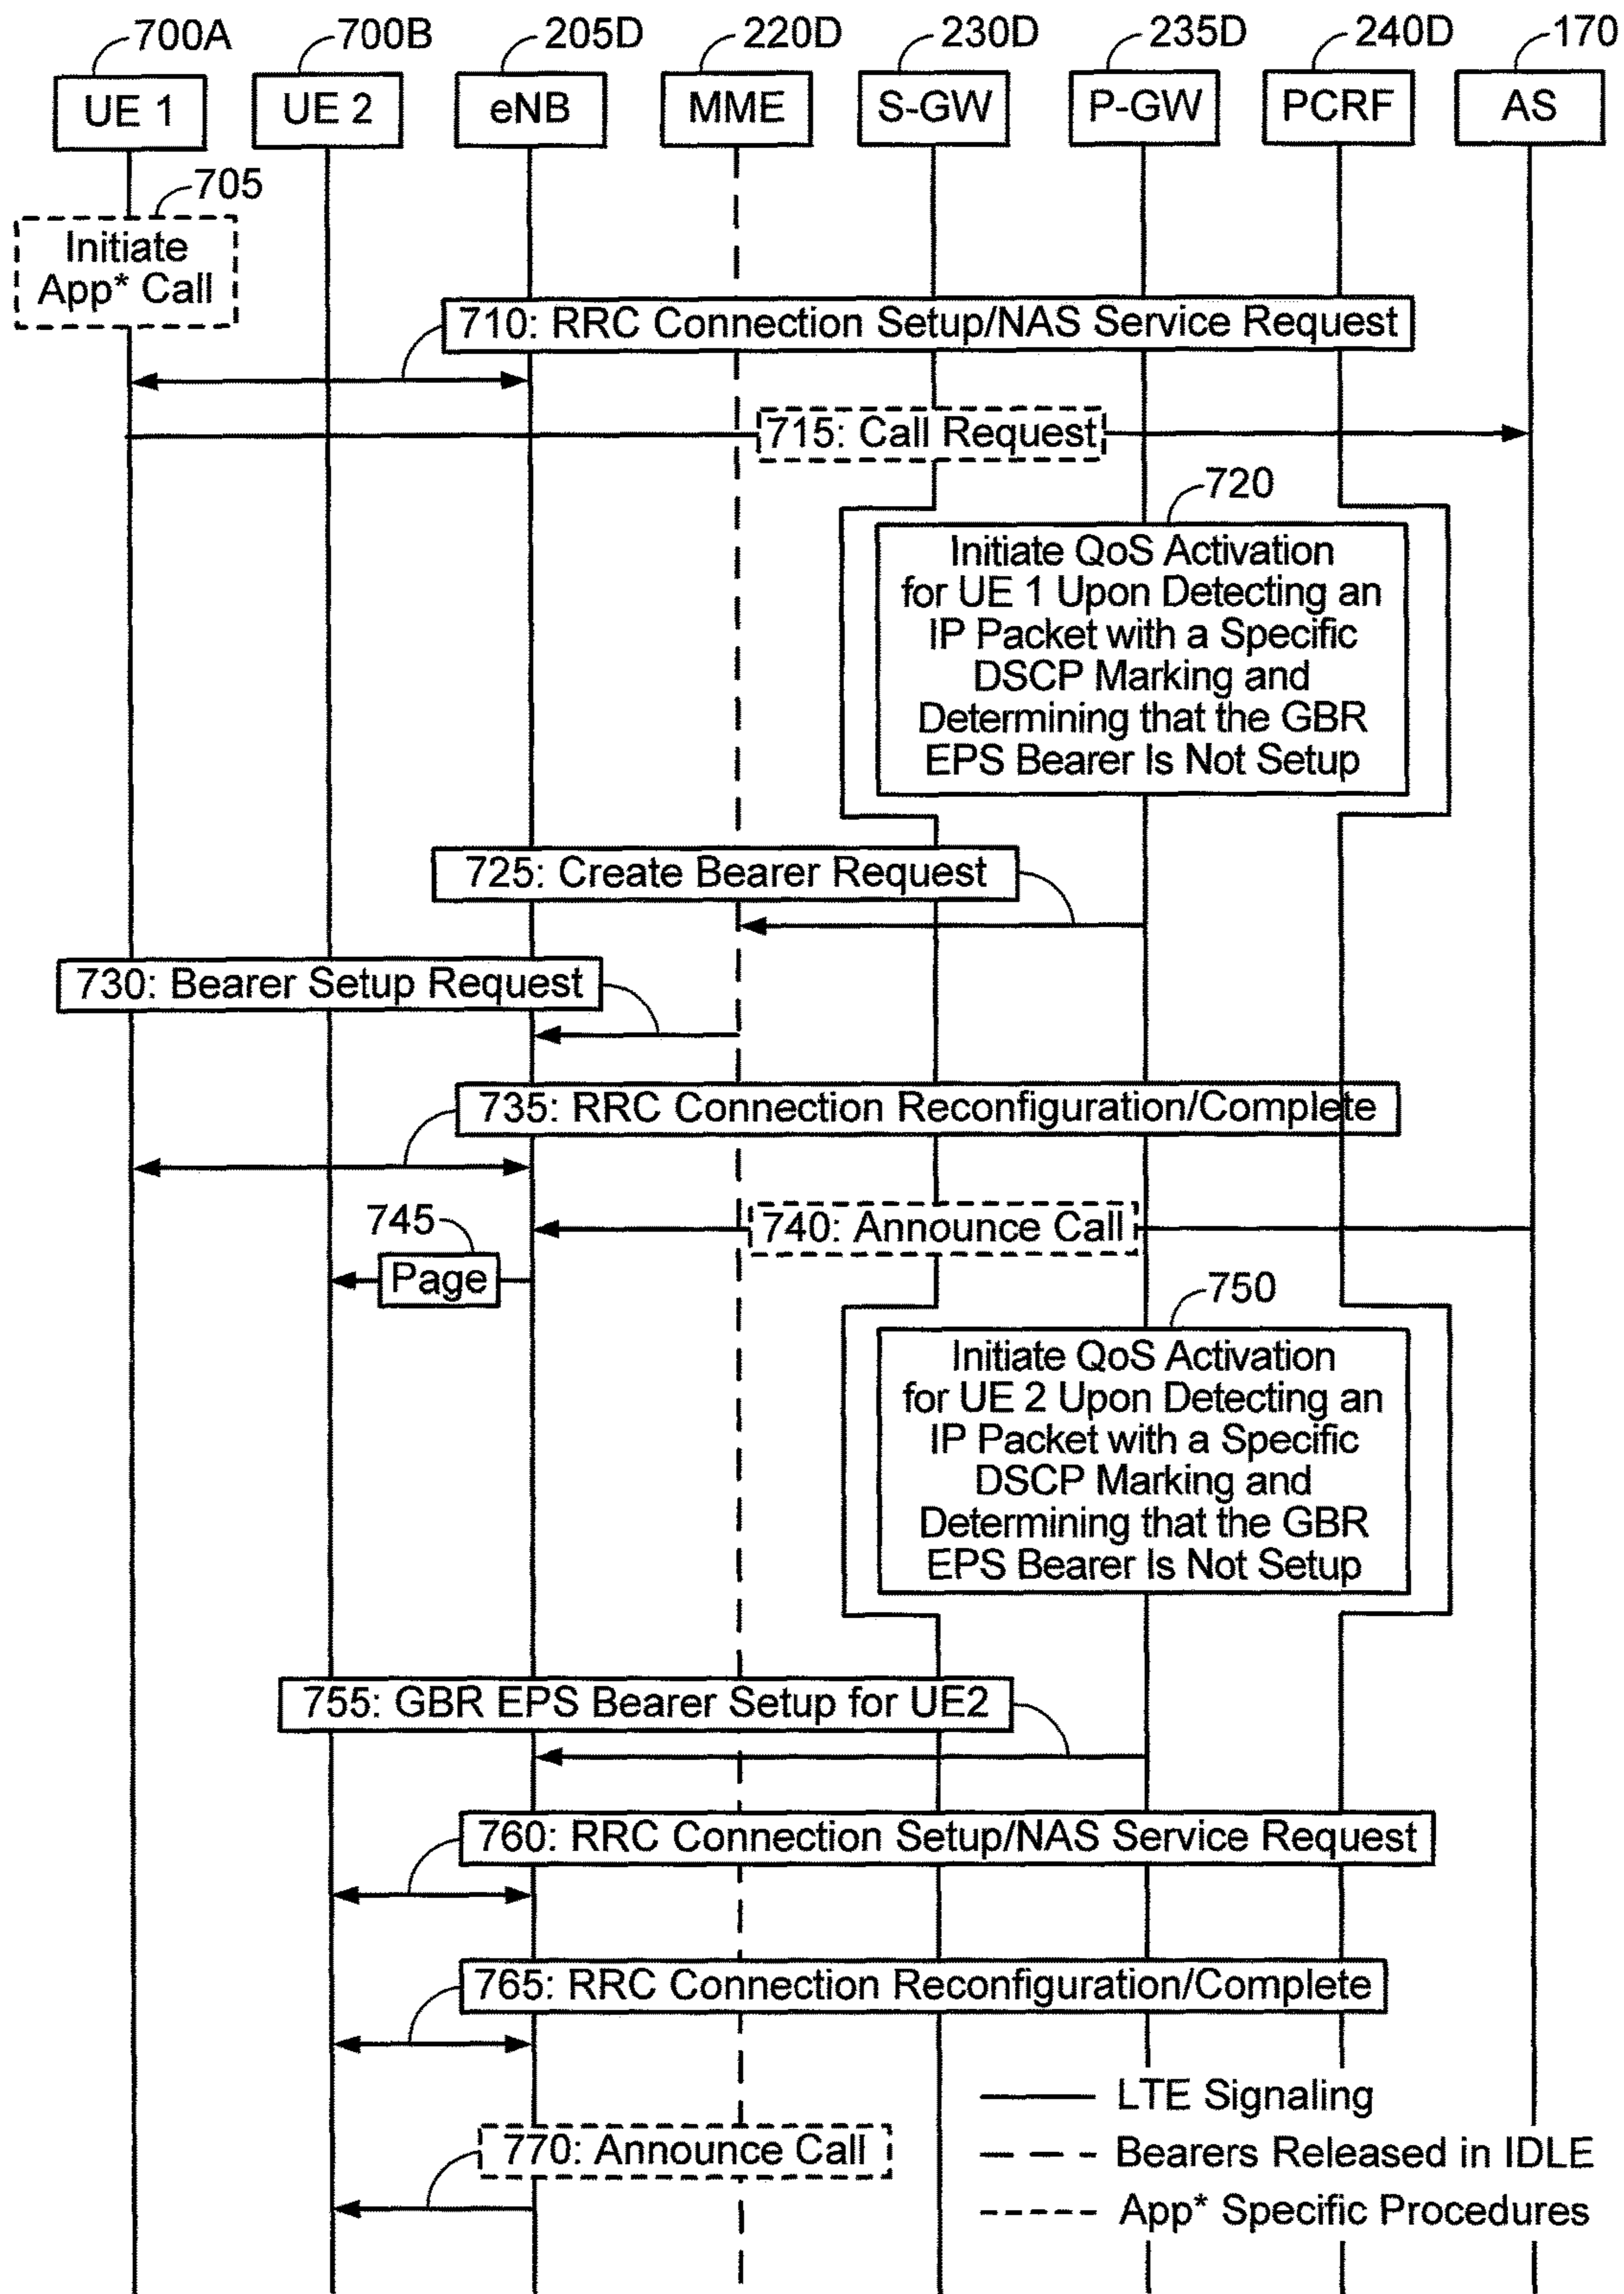 700A 700B 205D 220D 230D 235D 240D 170
UE 1 UE 2 eNB MME S-GW P-GW PCRF AS
705
Initiate
App* Call
710: RRC Connection Setup/NAS Service Request
715: Call Request
720
Initiate QoS Activation
for UE 1 Upon Detecting an
IP Packet with a Specific
DSCP Marking and
Determining that the GBR
EPS Bearer Is Not Setup
725: Create Bearer Request
730: Bearer Setup Request
735: RRC Connection Reconfiguration/Complete
740: Announce Call
745
Page
750
Initiate QoS Activation
for UE 2 Upon Detecting an
IP Packet with a Specific
DSCP Marking and
Determining that the GBR
EPS Bearer Is Not Setup
755: GBR EPS Bearer Setup for UE2
760: RRC Connection Setup/NAS Service Request
765: RRC Connection Reconfiguration/Complete
770: Announce Call
LTE Signaling
Bearers Released in IDLE
App* Specific Procedures